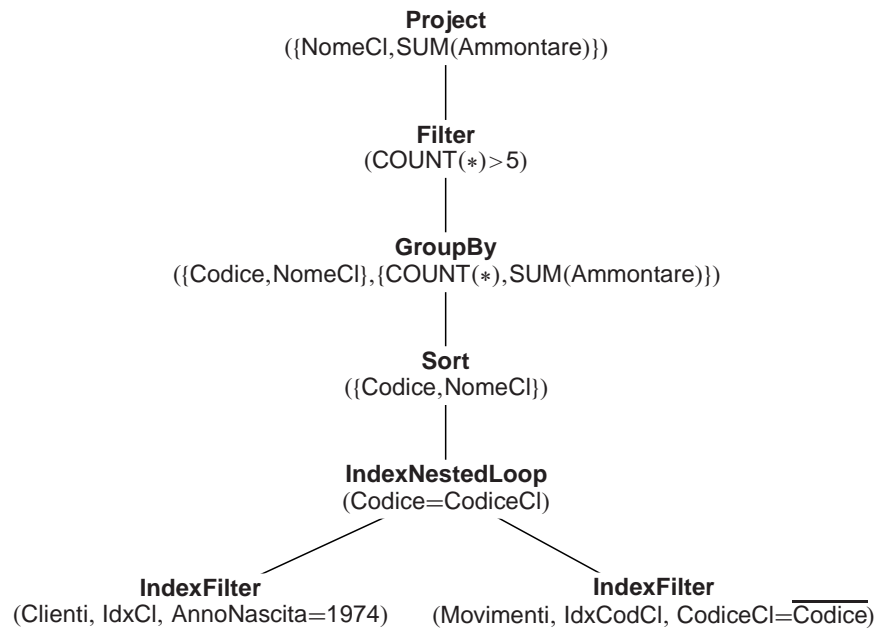 Project
({NomeCl,SUM(Ammontare)})
Filter
(COUNT(∗)>5)
GroupBy
({Codice,NomeCl},{COUNT(∗),SUM(Ammontare)})
Sort
({Codice,NomeCl})
IndexNestedLoop
(Codice=CodiceCl)
IndexFilter
(Clienti, IdxCl, AnnoNascita=1974)
IndexFilter
(Movimenti, IdxCodCl, CodiceCl=Codice)